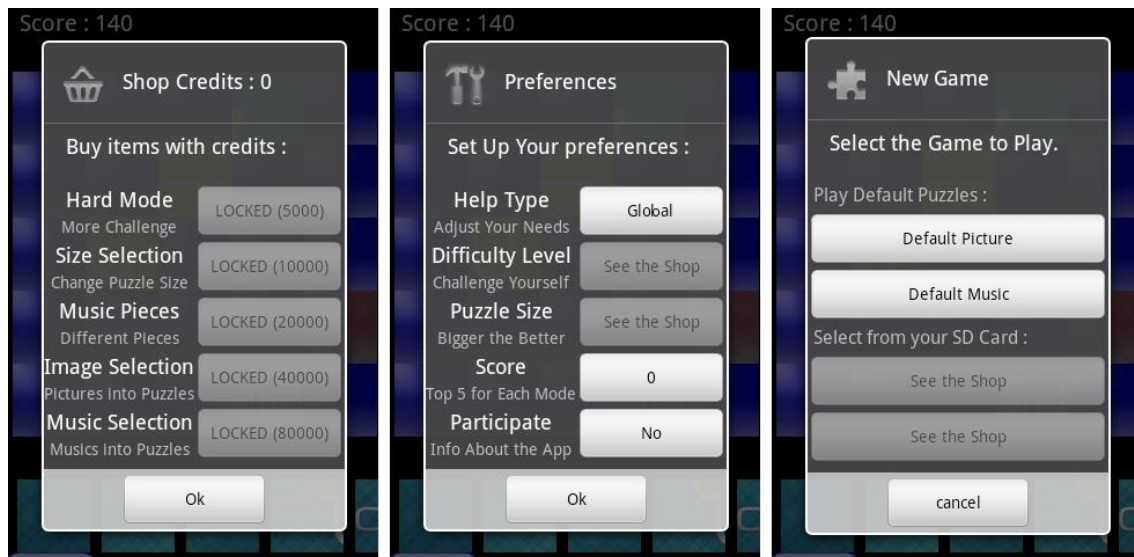 Score : 140
Shop Credits : 0
Buy items with credits :
Hard Mode
More Challenge
LOCKED (5000)
Size Selection
Change Puzzle Size
LOCKED (10000)
Music Pieces
Different Pieces
LOCKED (20000)
Image Selection
Pictures into Puzzles
LOCKED (40000)
Music Selection
Musics into Puzzles
LOCKED (80000)
Ok
Score : 140
Preferences
Set Up Your preferences :
Help Type
Adjust Your Needs
Global
Difficulty Level
Challenge Yourself
See the Shop
Puzzle Size
Bigger the Better
See the Shop
Score
Top 5 for Each Mode
0
Participate
Info About the App
No
Ok
Score : 140
New Game
Select the Game to Play.
Play Default Puzzles :
Default Picture
Default Music
Select from your SD Card :
See the Shop
See the Shop
cancel